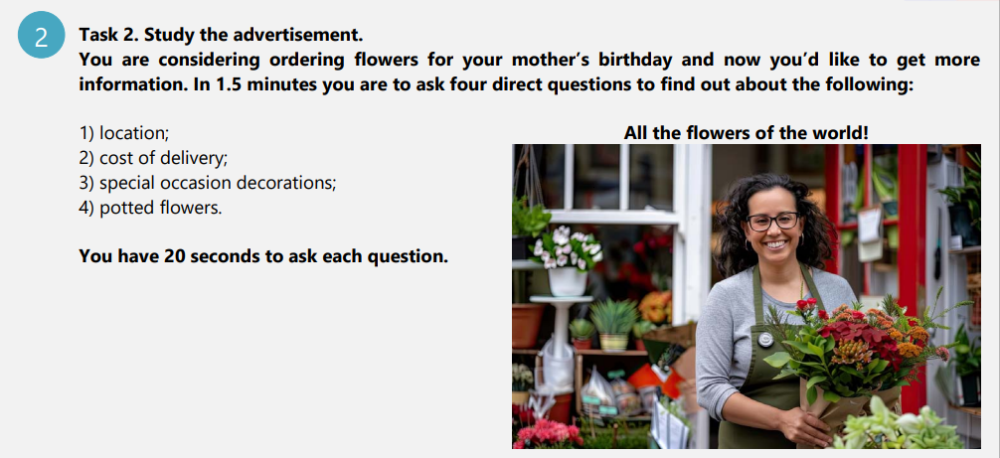 2
Task 2. Study the advertisement.
You are considering ordering flowers for your mother’s birthday and now you’d like to get more
information. In 1.5 minutes you are to ask four direct questions to find out about the following:
1) location;
2) cost of delivery;
3) special occasion decorations;
4) potted flowers.
You have 20 seconds to ask each question.
All the flowers of the world!